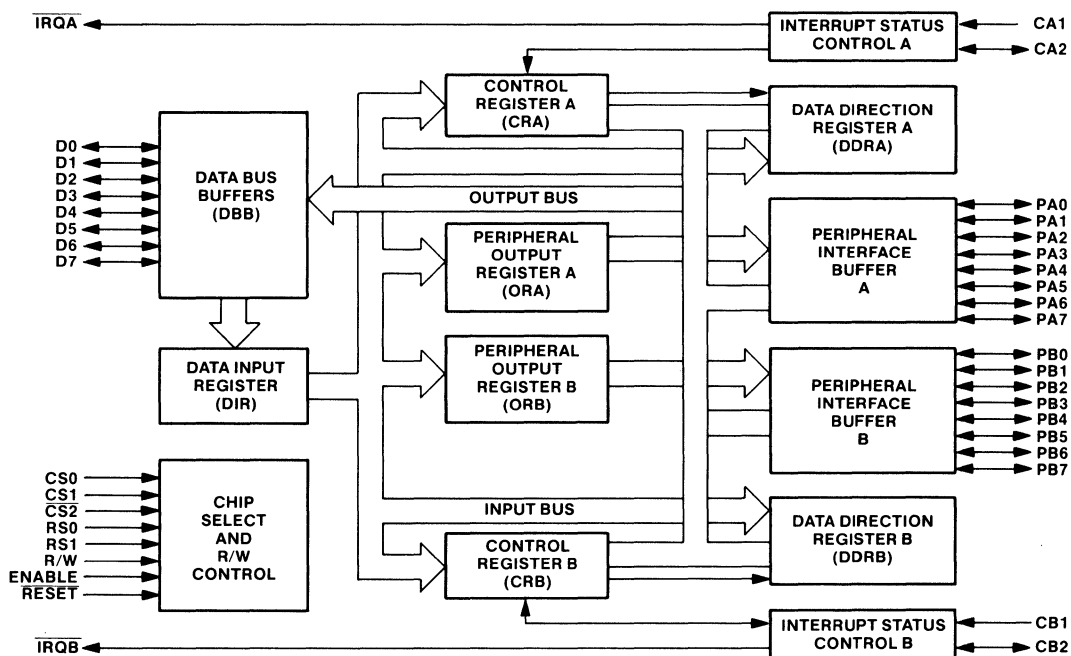 IRQA
INTERRUPT STATUS
CONTROL A
CA1
CA2
CONTROL
REGISTER A
(CRA)
DATA DIRECTION
REGISTER A
(DDRA)
D0
D1
D2
D3
D4
D5
D6
D7
DATA BUS
BUFFERS
(DBB)
OUTPUT BUS
PERIPHERAL
OUTPUT
REGISTER A
(ORA)
PERIPHERAL
INTERFACE
BUFFER
A
PA0
PA1
PA2
PA3
PA4
PA5
PA6
PA7
DATA INPUT
REGISTER
(DIR)
PERIPHERAL
OUTPUT
REGISTER B
(ORB)
PERIPHERAL
INTERFACE
BUFFER
B
PB0
PB1
PB2
PB3
PB4
PB5
PB6
PB7
CS0
CS1
CS2
RS0
RS1
R/W
ENABLE
RESET
CHIP
SELECT
AND
R/W
CONTROL
INPUT BUS
CONTROL
REGISTER B
(CRB)
DATA DIRECTION
REGISTER B
(DDRB)
IRQB
INTERRUPT STATUS
CONTROL B
CB1
CB2